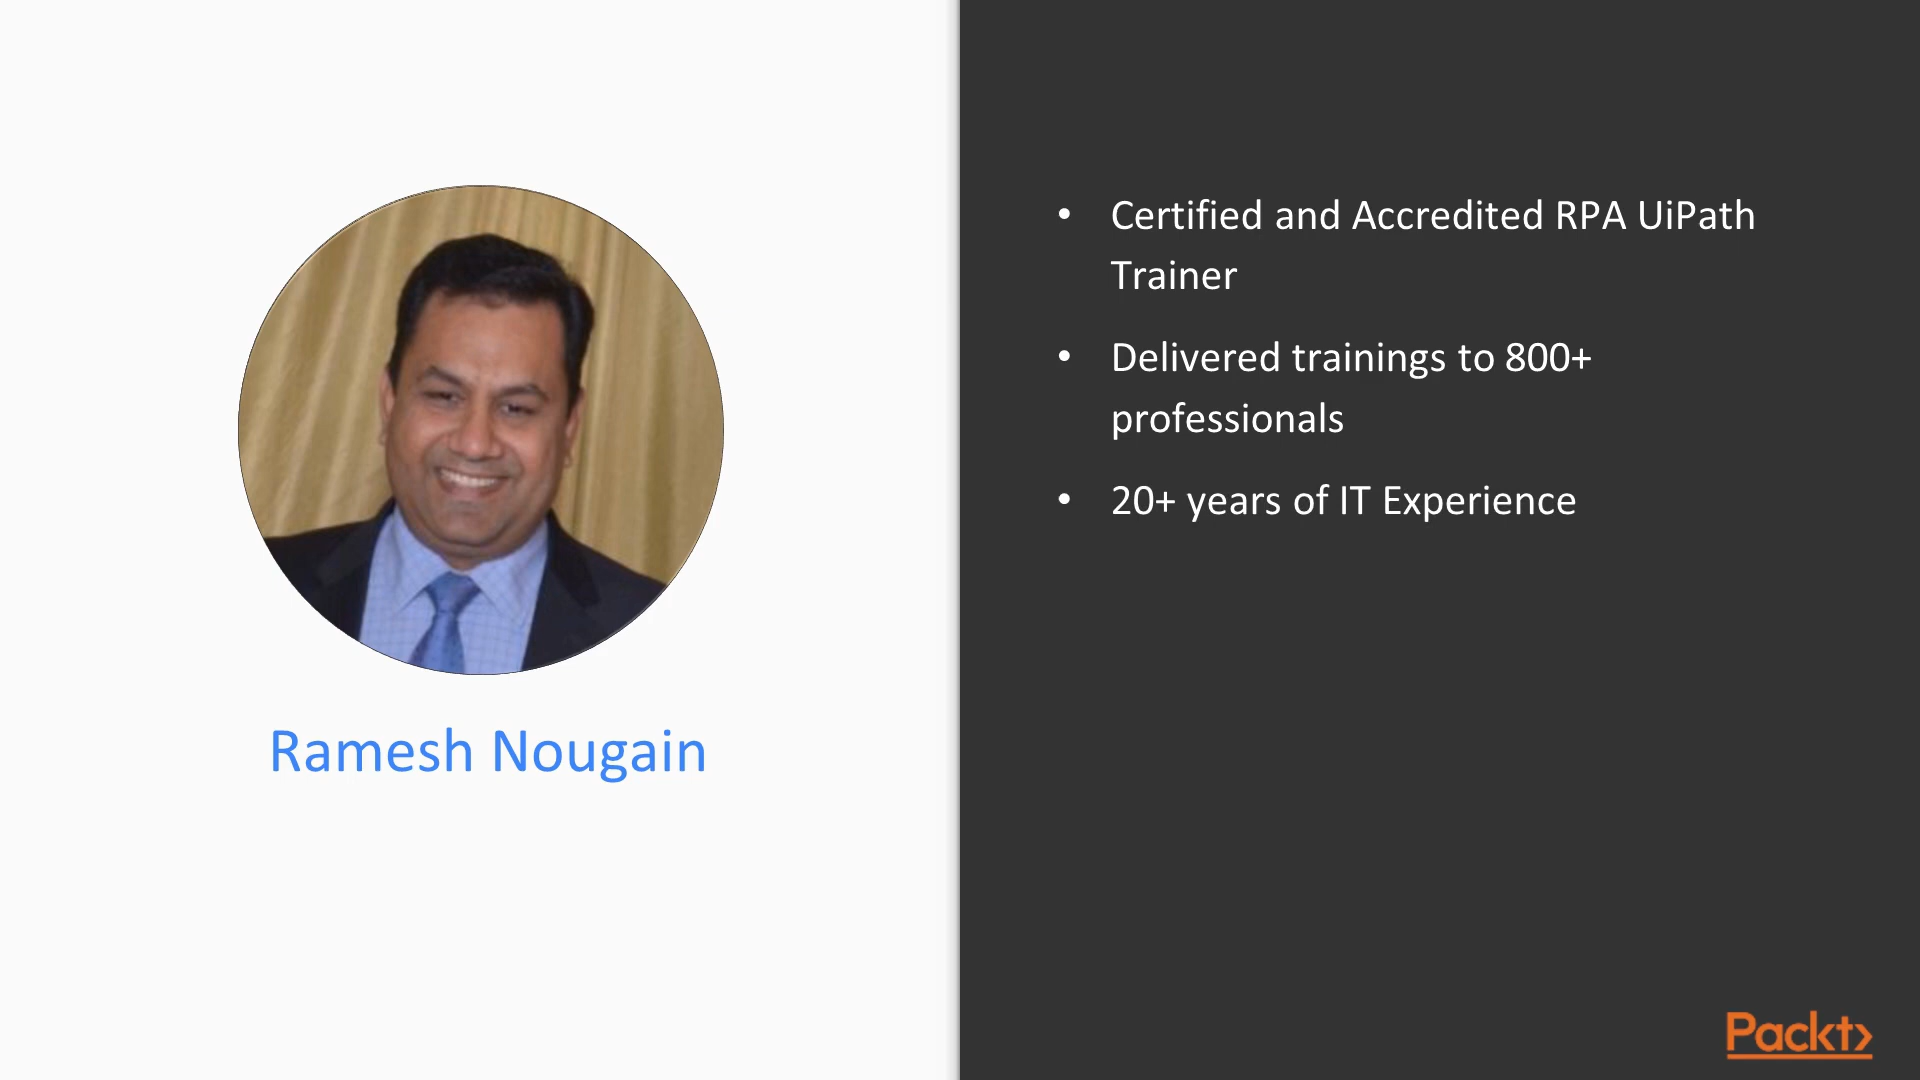 Ramesh Nougain
• Certified and Accredited RPA UiPath
Trainer
• Delivered trainings to 800+
professionals
• 20+ years of IT Experience
Packt>